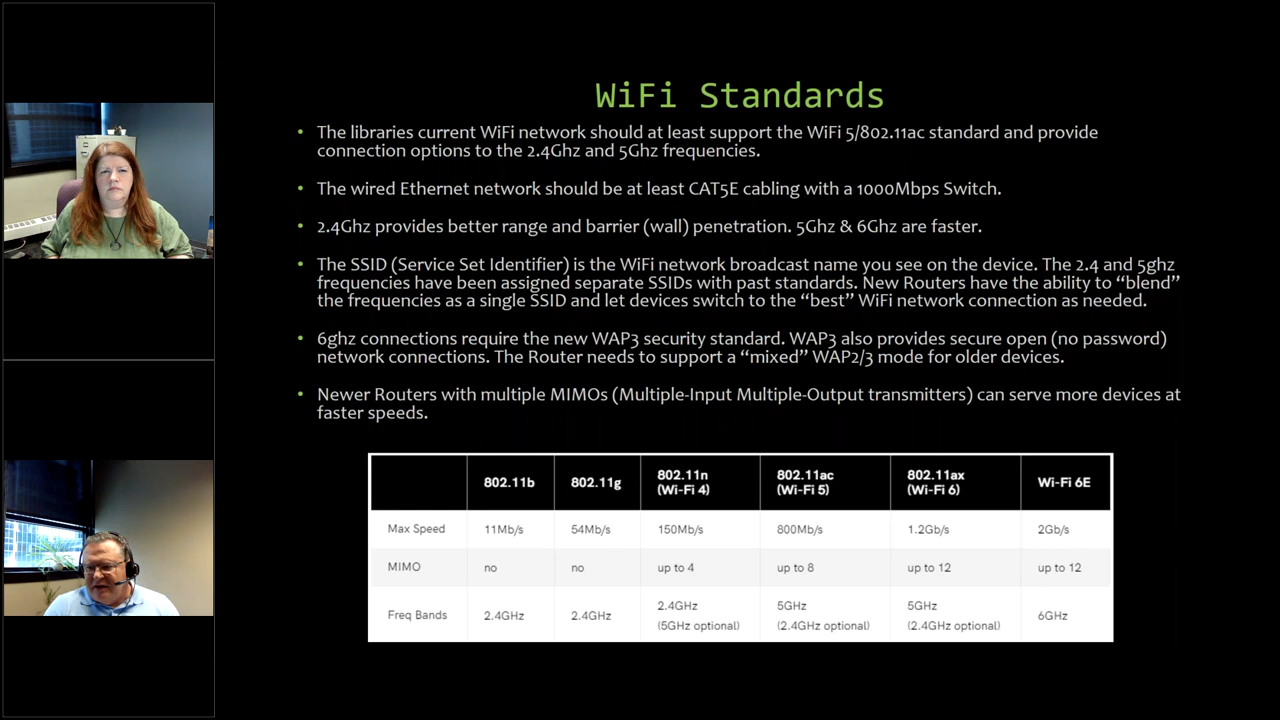 WiFi Standards
• The libraries current WiFi network should at least support the WiFi 5/802.11ac standard and provide
connection options to the 2.4Ghz and 5Ghz frequencies.
• The wired Ethernet network should be at least CAT5E cabling with a 1000Mbps Switch.
• 2.4Ghz provides better range and barrier (wall) penetration. 5Ghz & 6Ghz are faster.
• The SSID (Service Set Identifier) is the WiFi network broadcast name you see on the device. The 2.4 and 5ghz
frequencies have been assigned separate SSIDs with past standards. New Routers have the ability to “blend”
the frequencies as a single SSID and let devices switch to the “best” WiFi network connection as needed.
• 6ghz connections require the new WAP3 security standard. WAP3 also provides secure open (no password)
network connections. The Router needs to support a “mixed” WAP2/3 mode for older devices.
• Newer Routers with multiple MIMOs (Multiple-Input Multiple-Output transmitters) can serve more devices at
faster speeds.
802.11b 802.11g 802.11n (Wi-Fi 4) 802.11ac (Wi-Fi 5) 802.11ax (Wi-Fi 6) Wi-Fi 6E
Max Speed 11Mb/s 54Mb/s 150Mb/s 800Mb/s 1.2Gb/s 2Gb/s
MIMO no no up to 4 up to 8 up to 12 up to 12
Freq Bands 2.4GHz 2.4GHz 2.4GHz (5GHz optional) 5GHz (2.4GHz optional) 5GHz (2.4GHz optional) 6GHz